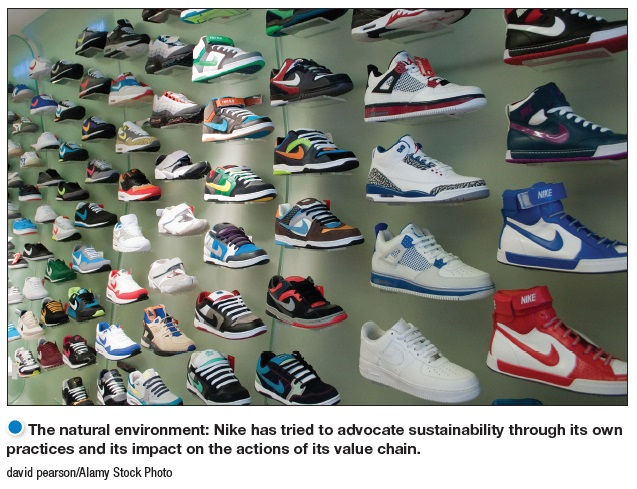 NIKE
NIKE
The natural environment: Nike has tried to advocate sustainability through its own
practices and its impact on the actions of its value chain.
david pearson/Alamy Stock Photo